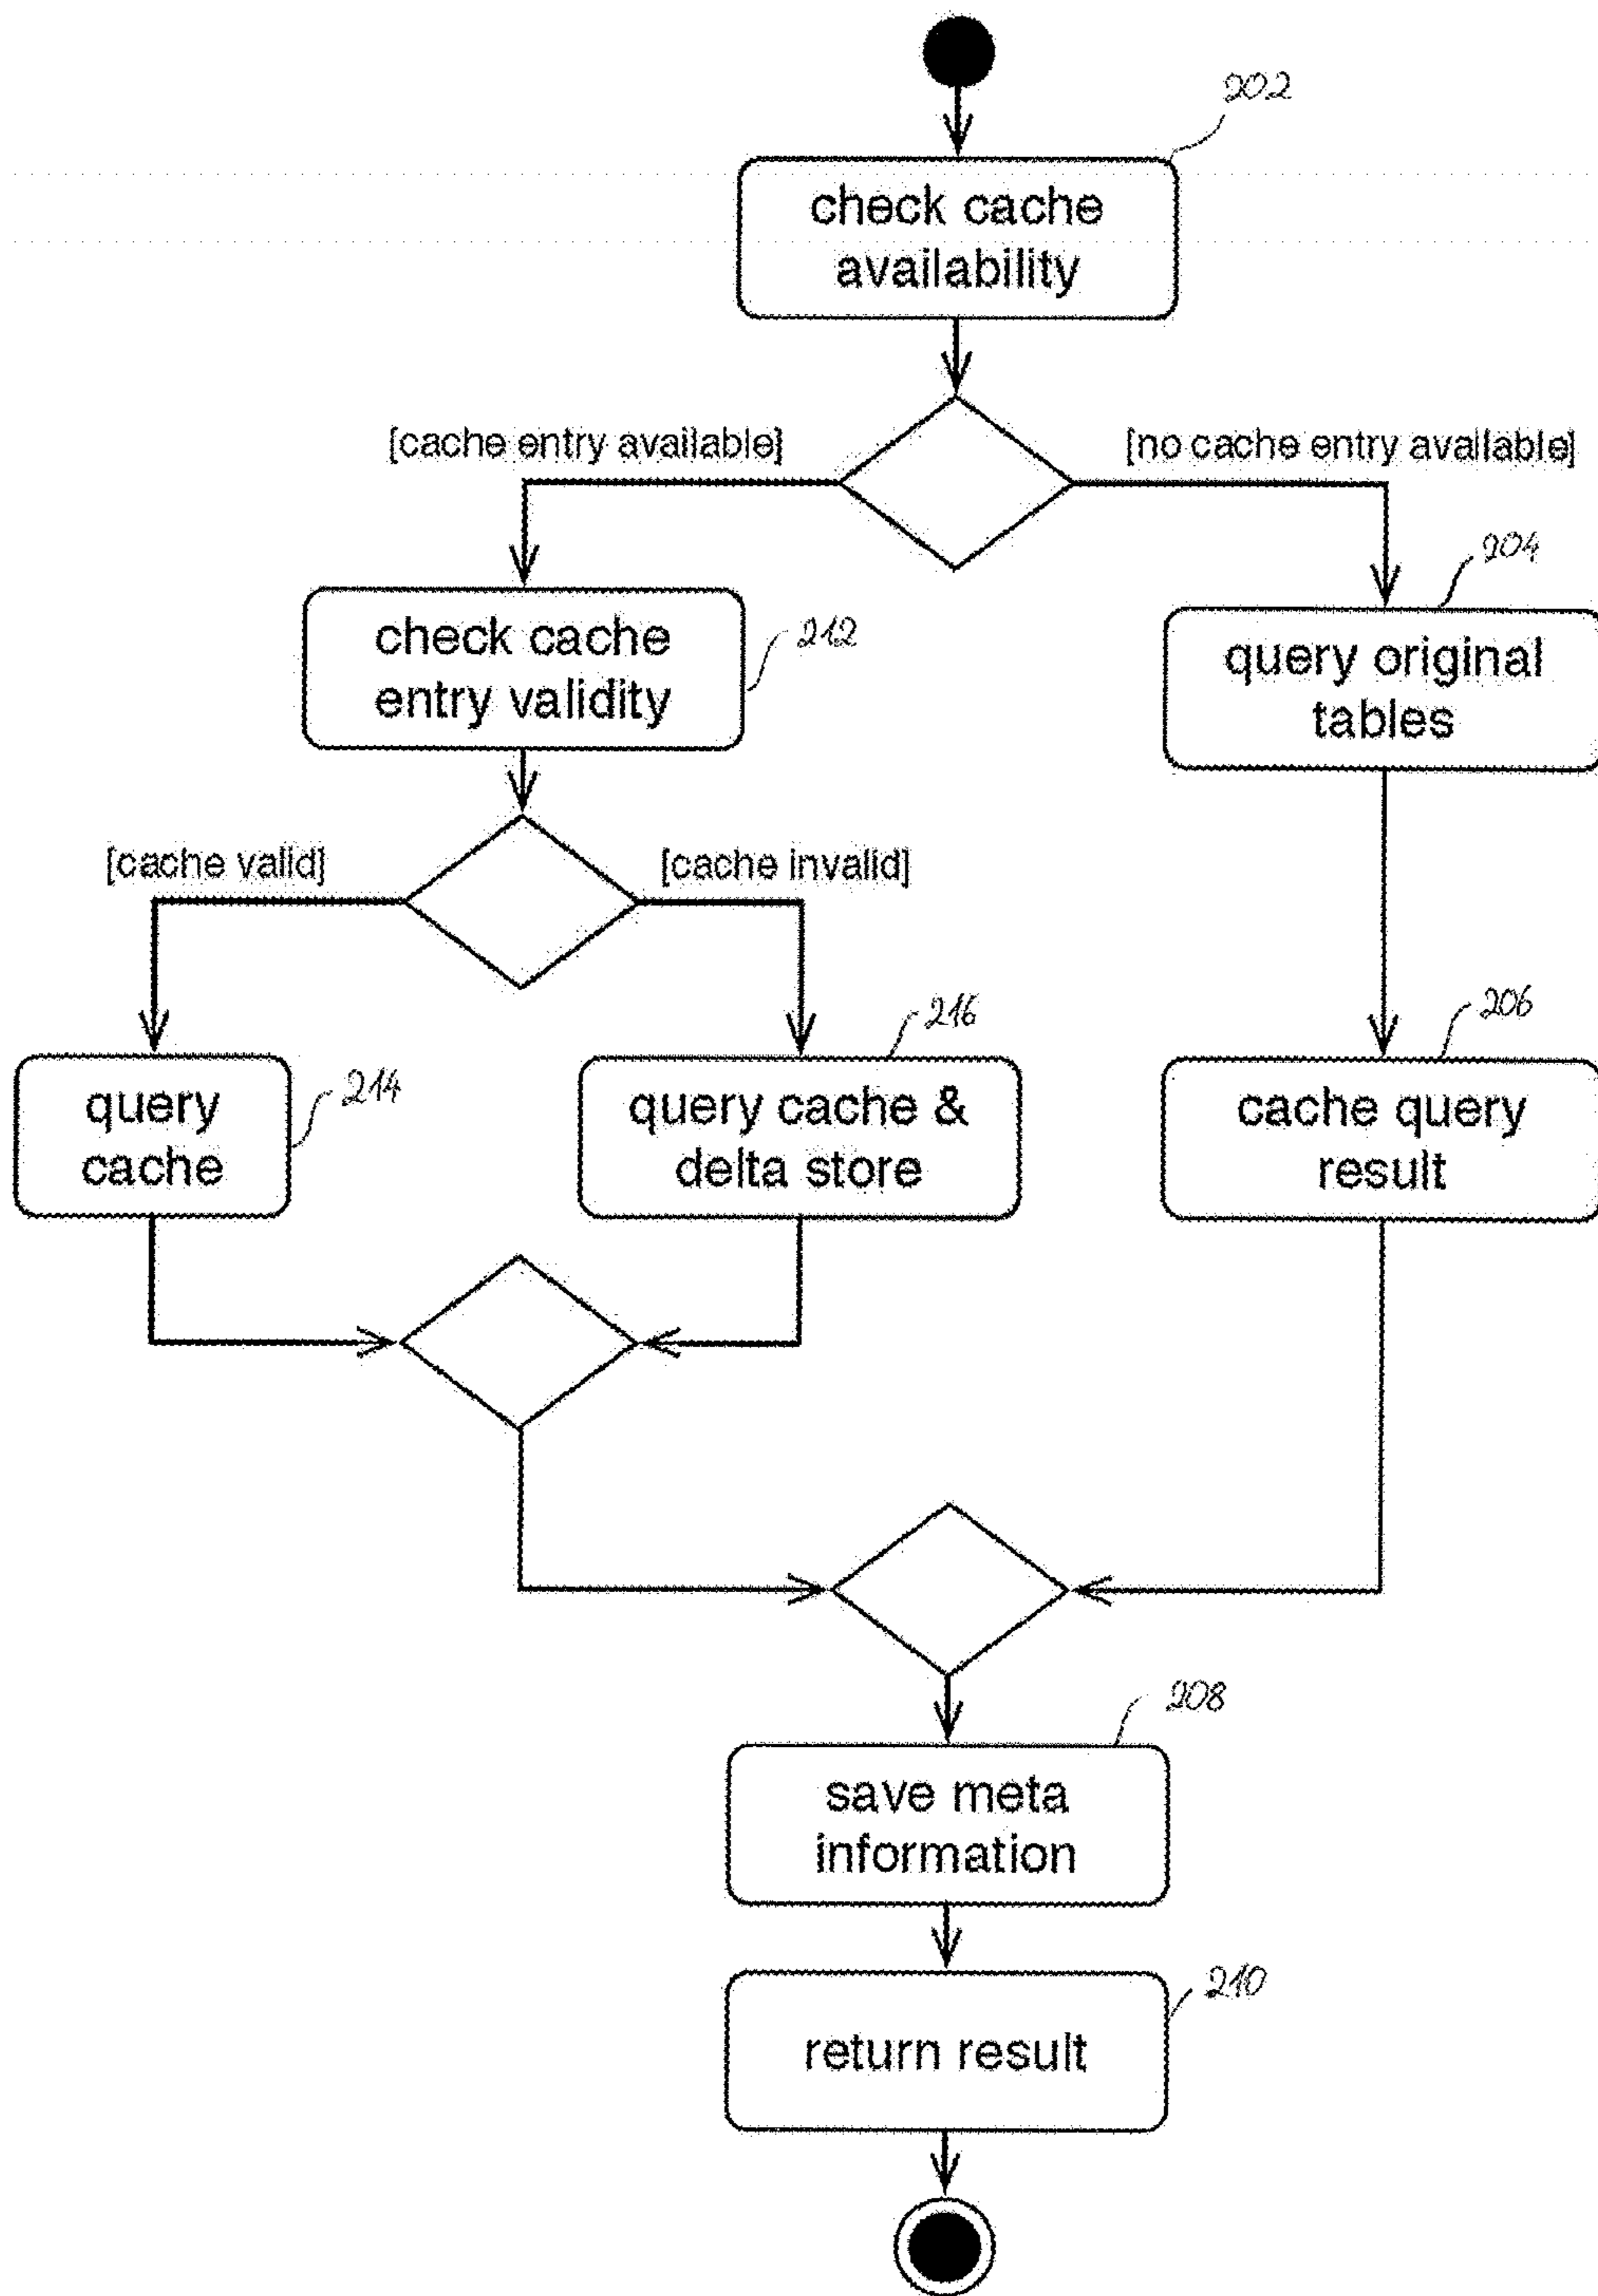 202
check cache
availability
[cache entry available]
[no cache entry available]
204
check cache
entry validity
212
query original
tables
[cache valid]
[cache invalid]
216
206
query
cache
214
query cache &
delta store
cache query
result
208
save meta
information
210
return result